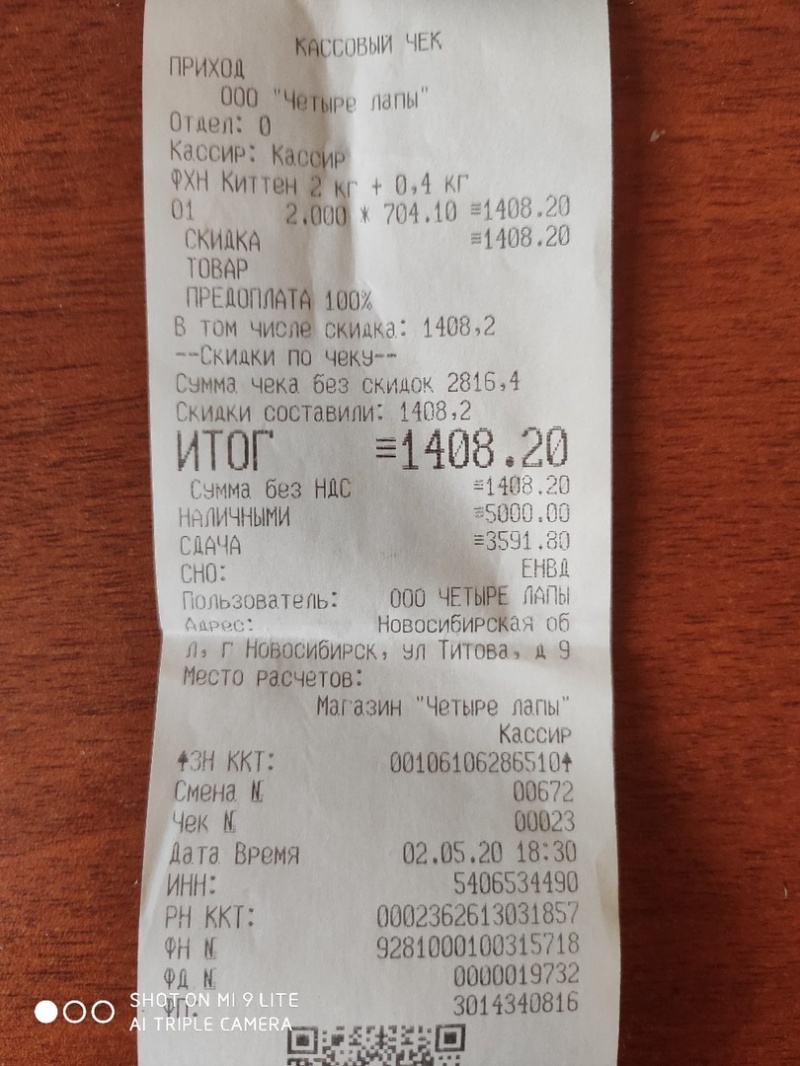 КАССОВЫЙ ЧЕК
ПРИХОД
ООО "Четыре лапы"
Отдел: 0
Кассир: Кассир
ФХН Киттен 2 кг + 0,4 кг
01 2.000 * 704.10 ≡1408.20
СКИДКА ≡1408.20
ТОВАР
ПРЕДОПЛАТА 100%
В том числе скидка: 1408,2
--Скидки по чеку--
Сумма чека без скидок 2816,4
Скидки составили: 1408,2
ИТОГ ≡1408.20
Сумма без НДС ≡1408.20
НАЛИЧНЫМИ ≡5000.00
СДАЧА ≡3591.80
СНО: ЕНВД
Пользователь: ООО ЧЕТЫРЕ ЛАПЫ
Адрес: Новосибирская об
л, г Новосибирск, ул Титова, д 9
Место расчетов:
Магазин "Четыре лапы"
Кассир
ЗН ККТ: 00106106286510
Смена № 00672
Чек № 00023
Дата Время 02.05.20 18:30
ИНН: 5406534490
РН ККТ: 0002362613031857
ФН № 9281000100315718
ФД № 0000019732
ФП: 3014340816
SHOT ON MI 9 LITE
AI TRIPLE CAMERA